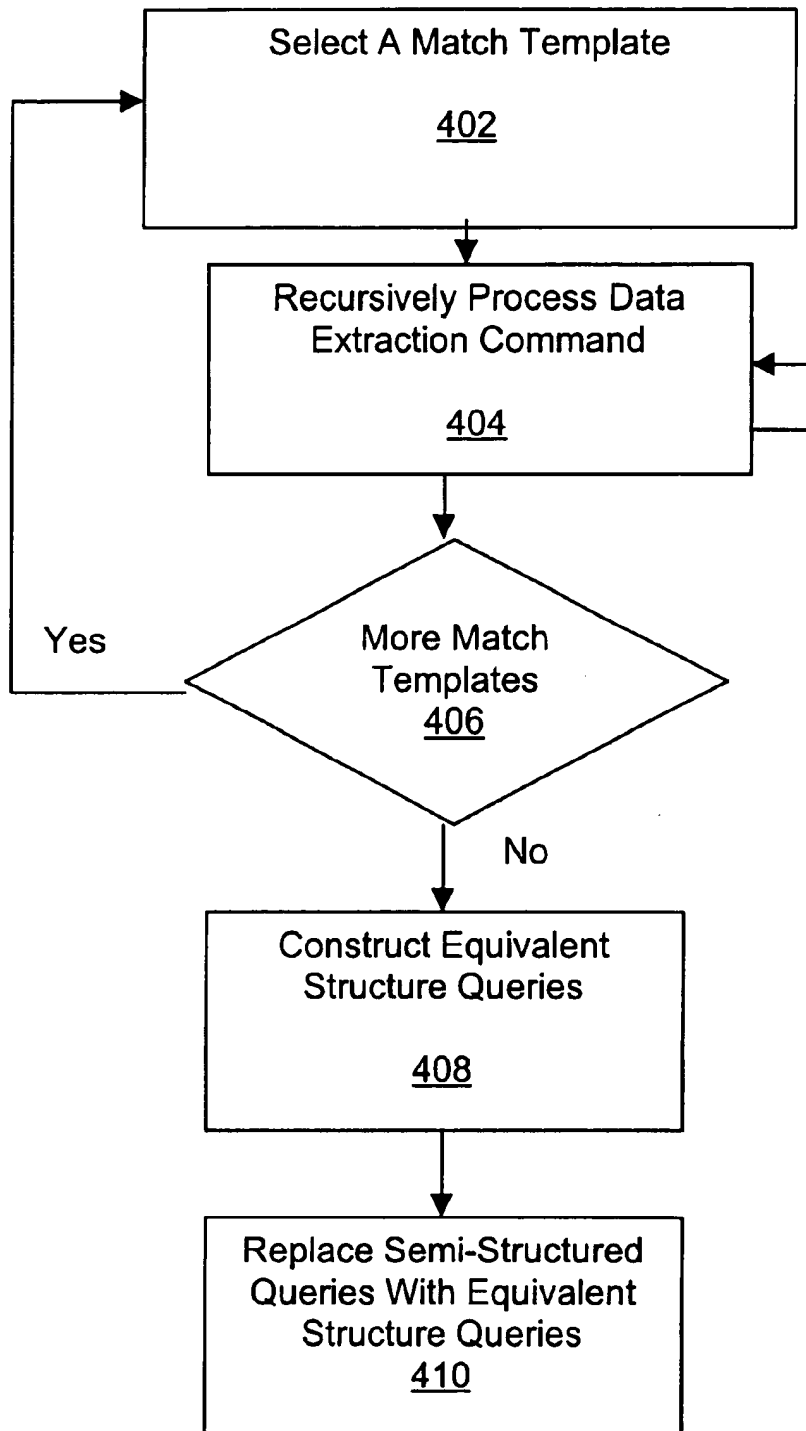 Select A Match Template
402
Recursively Process Data
Extraction Command
404
Yes
More Match
Templates
406
No
Construct Equivalent
Structure Queries
408
Replace Semi-Structured
Queries With Equivalent
Structure Queries
410